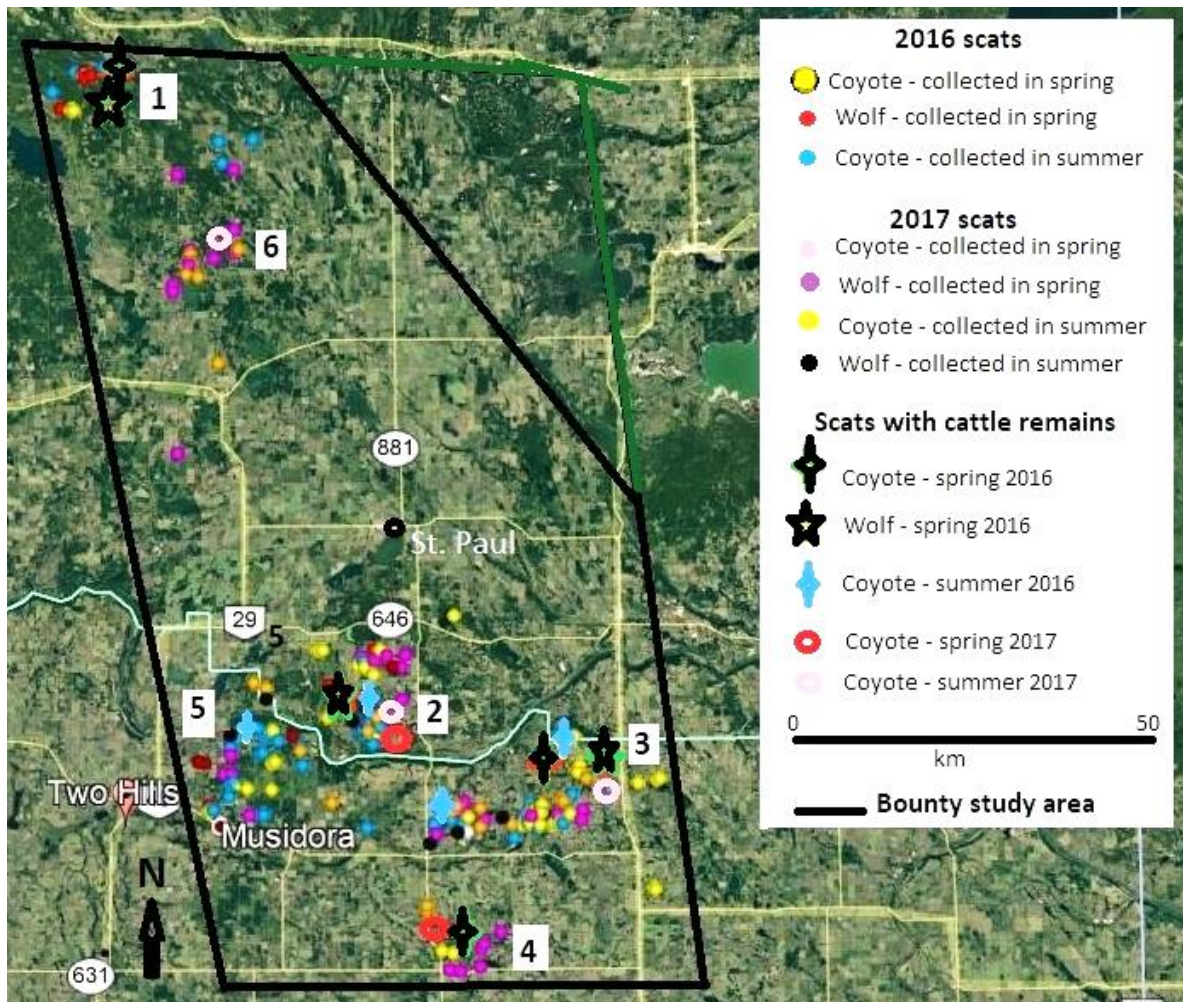 1
6
881
St. Paul
29
646
5
5
2
3
Two Hills
Musidora
N
4
631
2016 scats
Coyote - collected in spring
Wolf - collected in spring
Coyote - collected in summer
2017 scats
Coyote - collected in spring
Wolf - collected in spring
Coyote - collected in summer
Wolf - collected in summer
Scats with cattle remains
Coyote - spring 2016
Wolf - spring 2016
Coyote - summer 2016
Coyote - spring 2017
Coyote - summer 2017
0 50
km
Bounty study area